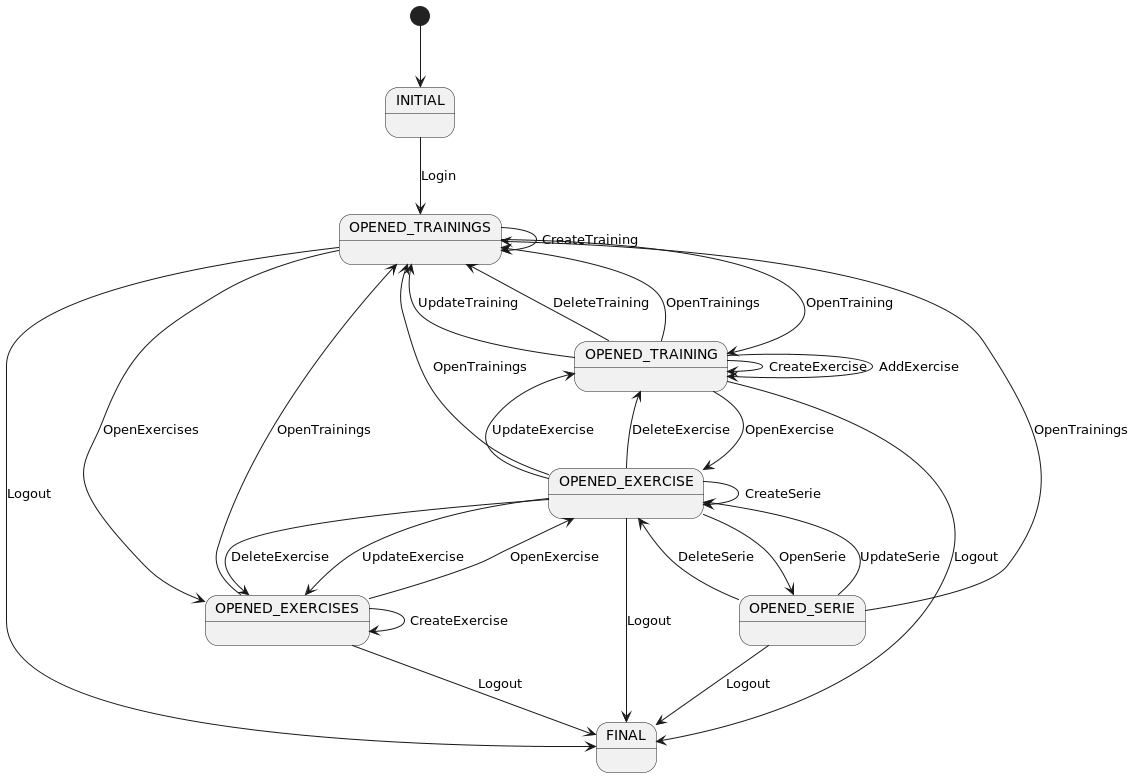 INITIAL
Login
OPENED_TRAININGS
CreateTraining
UpdateTraining
DeleteTraining
OpenTrainings
OpenTraining
OPENED_TRAINING
CreateExercise
AddExercise
OpenTrainings
OpenExercises
OpenTrainings
UpdateExercise
DeleteExercise
OpenExercise
OpenTrainings
OPENED_EXERCISE
CreateSerie
Logout
DeleteExercise
UpdateExercise
OpenExercise
DeleteSerie
OpenSerie
UpdateSerie
Logout
OPENED_EXERCISES
CreateExercise
OPENED_SERIE
Logout
Logout
Logout
FINAL